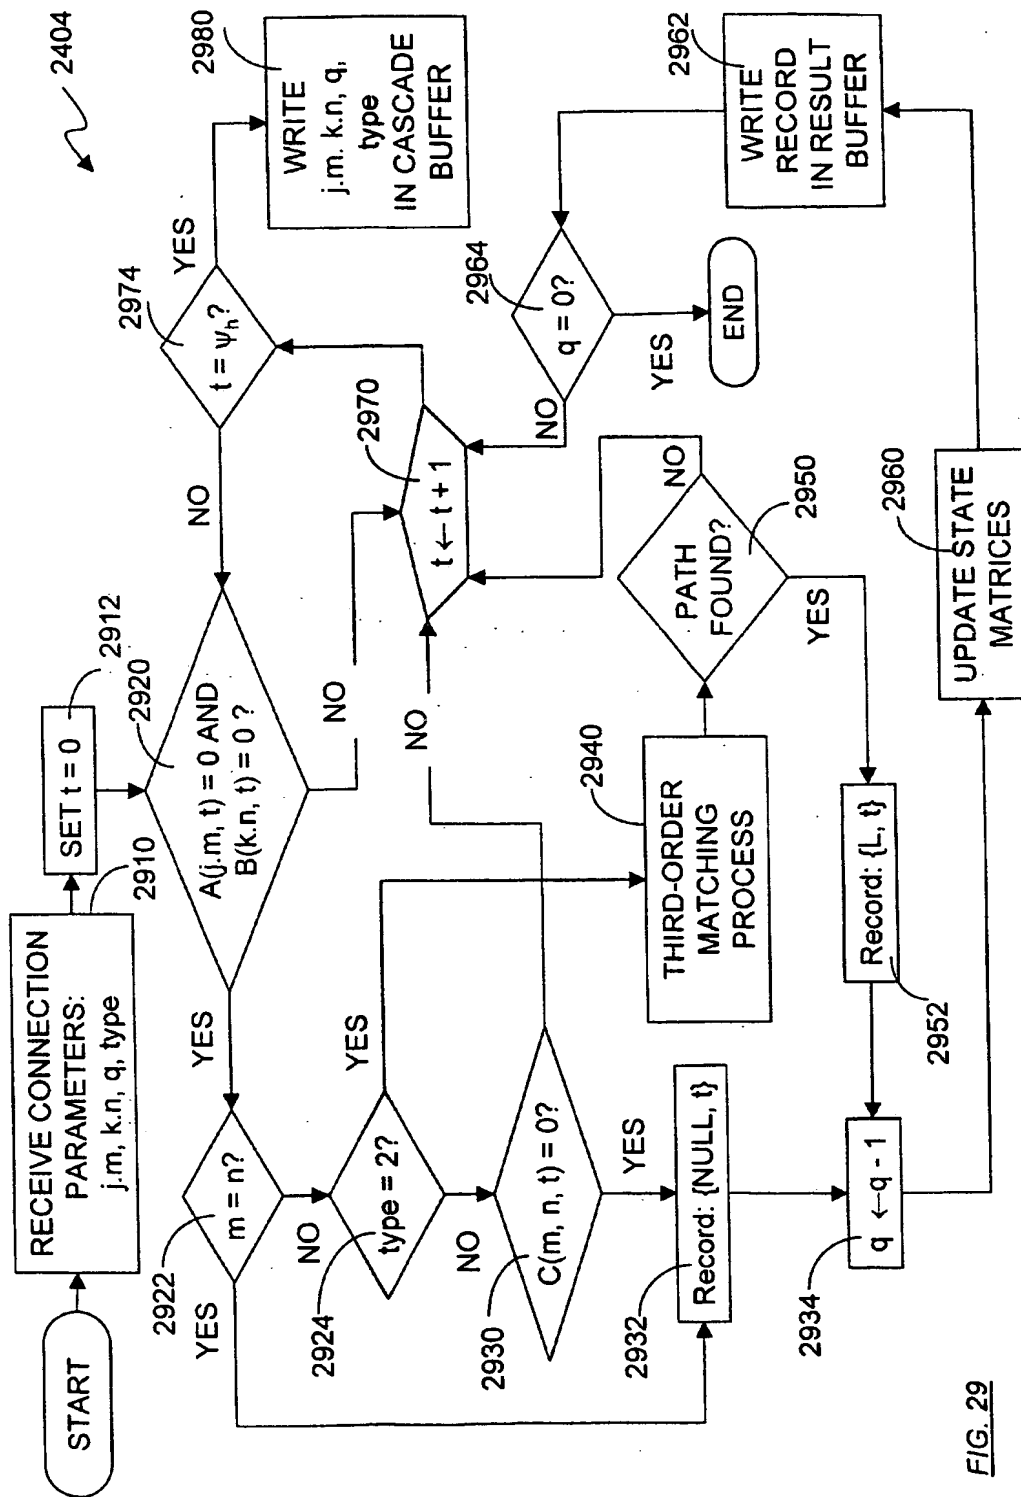 2404
START
RECEIVE CONNECTION
PARAMETERS:
j.m, k.n, q, type
2910
SET t = 0
2912
A(j.m, t) = 0 AND
B(k.n, t) = 0 ?
2920
YES
NO
m = n?
2922
YES
NO
type = 2?
2924
YES
NO
C(m, n, t) = 0?
2930
YES
NO
Record: {NULL, t}
2932
q ← q - 1
2934
THIRD-ORDER
MATCHING
PROCESS
2940
PATH
FOUND?
2950
NO
YES
Record: {L, t}
2952
UPDATE STATE
MATRICES
2960
WRITE
RECORD
IN RESULT
BUFFER
2962
q = 0?
2964
NO
YES
END
t ← t + 1
2970
t = ψh?
2974
NO
YES
WRITE
j.m. k.n, q,
type
IN CASCADE
BUFFER
2980
FIG. 29